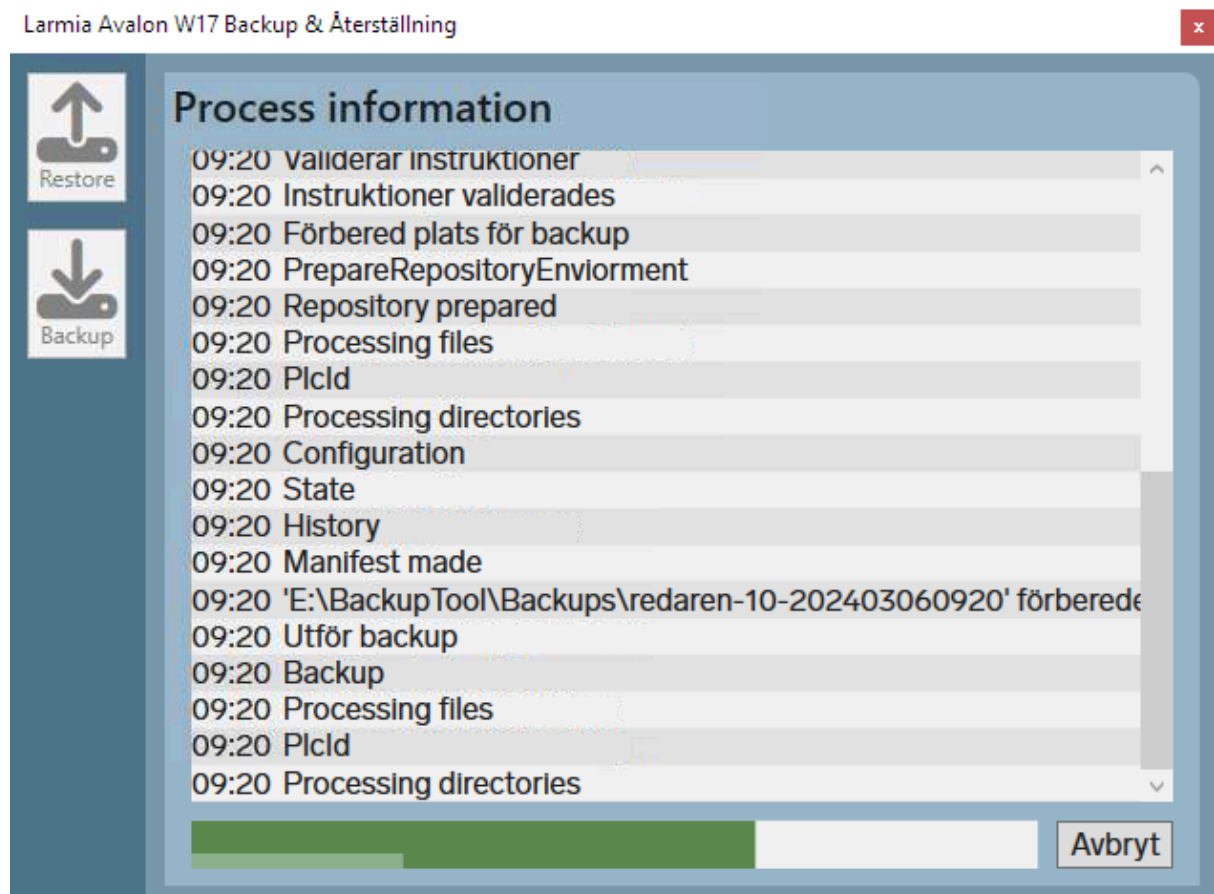 Larmia Avalon W17 Backup & Återställning
x
Restore
Backup
Process information
09:20 Validerar instruktioner
09:20 Instruktioner validerades
09:20 Förbered plats för backup
09:20 PrepareRepositoryEnviorment
09:20 Repository prepared
09:20 Processing files
09:20 PlcId
09:20 Processing directories
09:20 Configuration
09:20 State
09:20 History
09:20 Manifest made
09:20 'E:\BackupTool\Backups\redaren-10-202403060920' förberede
09:20 Utför backup
09:20 Backup
09:20 Processing files
09:20 PlcId
09:20 Processing directories
Avbryt